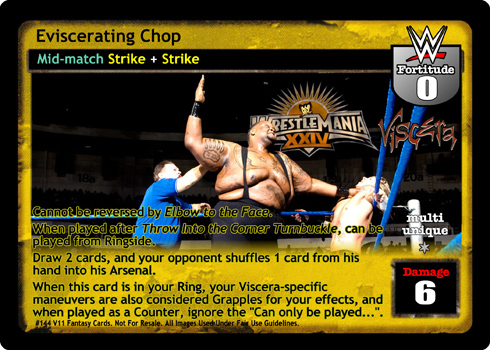 Eviscerating Chop
Mid-match Strike + Strike
W
Fortitude
0
WRESTLEMANIA
XXIV
VISCERA
Cannot be reversed by Elbow to the Face.
When played after Throw Into the Corner Turnbuckle, can be
played from Ringside.
Draw 2 cards, and your opponent shuffles 1 card from his
hand into his Arsenal.
When this card is in your Ring, your Viscera-specific
maneuvers are also considered Grapples for your effects, and
when played as a Counter, ignore the "Can only be played...".
multi
unique
Damage
6
#144 V11 Fantasy Cards. Not For Resale. All Images Used Under Fair Use Guidelines.